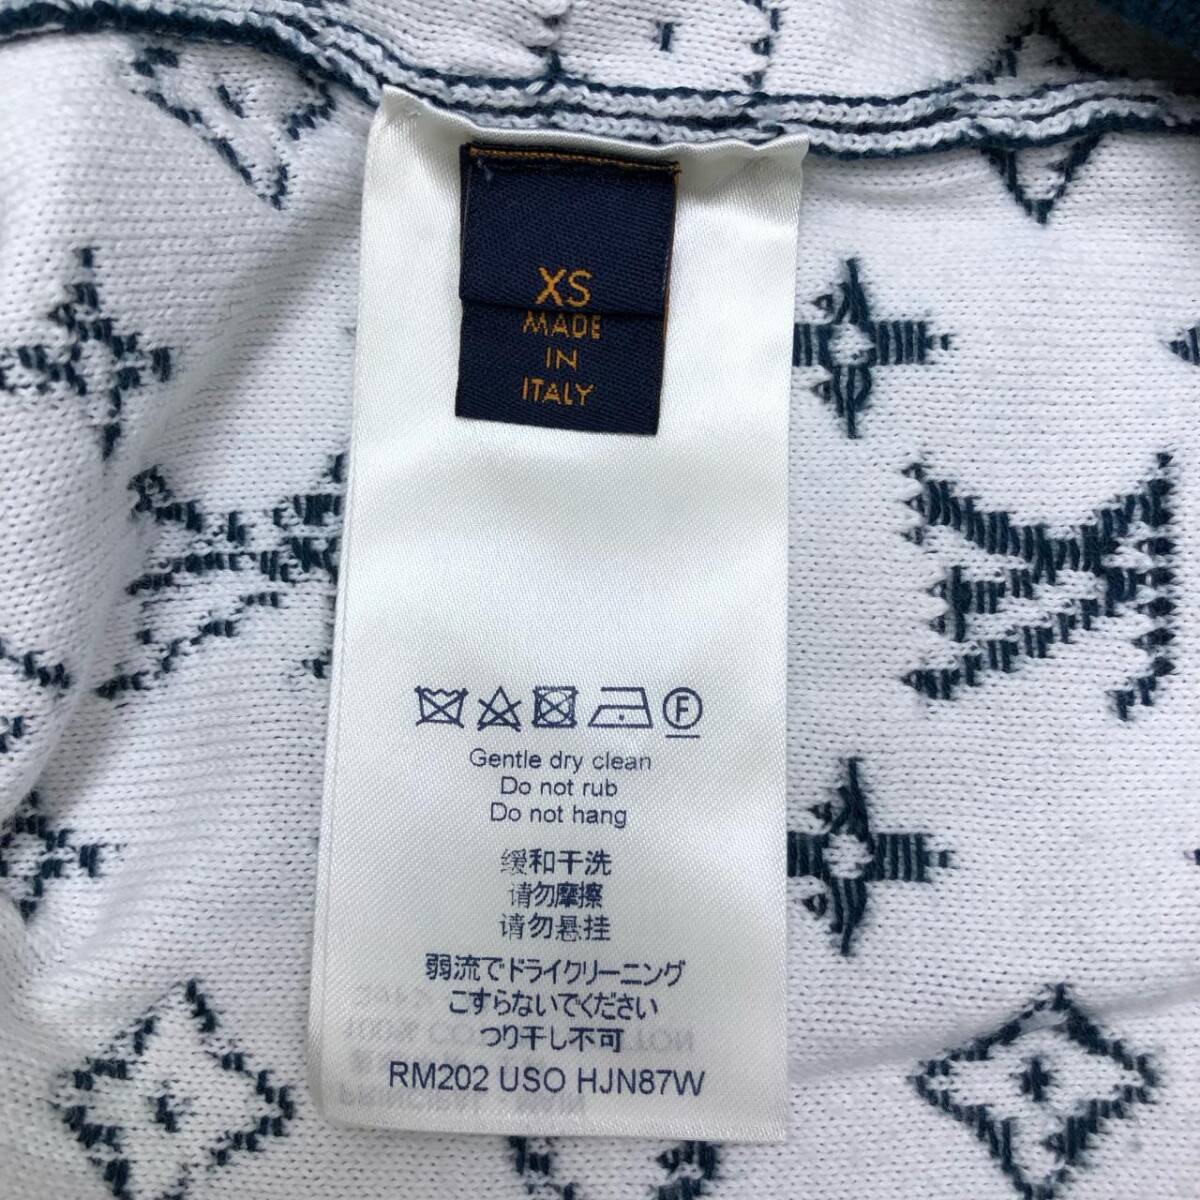 XS
MADE
IN
ITALY
F
Gentle dry clean
Do not rub
Do not hang
缓和干洗
请勿摩擦
请勿悬挂
弱流でドライクリーニング
こすらないでください
つり干し不可
RM202 USO HJN87W